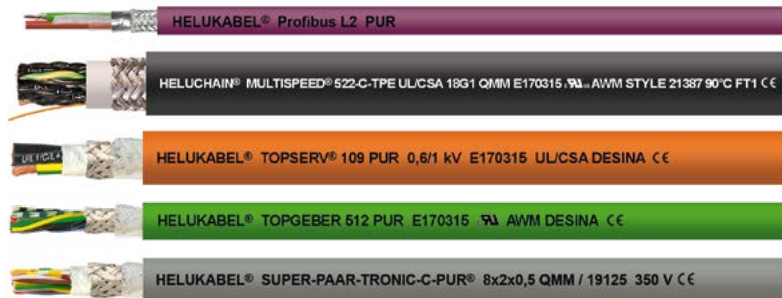 HELUKABEL® Profibus L2 PUR
HELUCHAIN® MULTISPEED® 522-C-TPE UL/CSA 18G1 QMM E170315 AWM STYLE 21387 90°C FT1 CE
HELUKABEL® TOPSERV® 109 PUR 0,6/1 kV E170315 UL/CSA DESINA CE
HELUKABEL® TOPGEBER 512 PUR E170315 AWM DESINA CE
HELUKABEL® SUPER-PAAR-TRONIC-C-PUR® 8x2x0,5 QMM / 19125 350 V CE